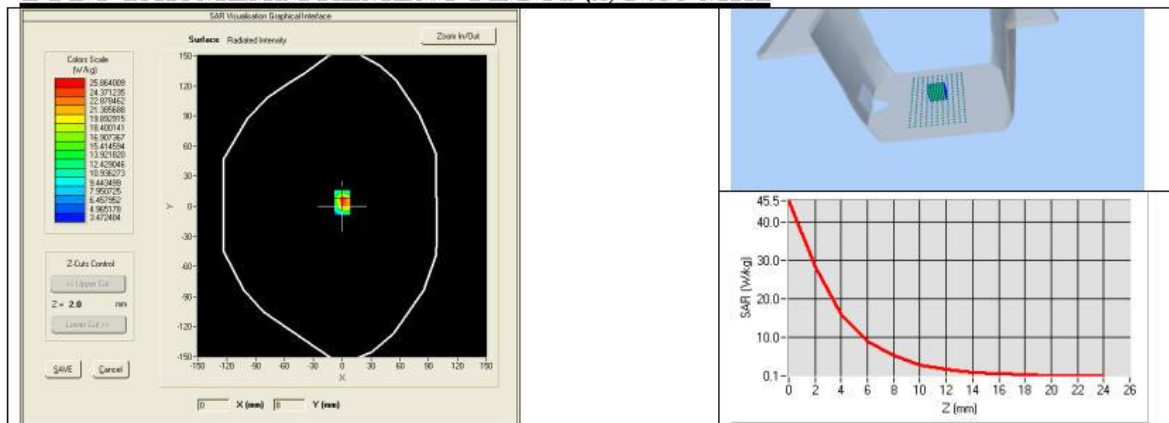 SAR Visualisation Graphical Interface
Surface Radiated Intensity
Zoom In/Out
Colors Scale
(W/kg)
25.864009
24.371235
22.878462
21.385688
19.892915
18.400141
16.907367
15.414594
13.921820
12.429046
10.936273
9.443499
7.950725
6.457952
4.965178
3.472404
Z-Cuts Control
<< Upper Cut
Z = 2.0 mm
Lower Cut >>
SAVE Cancel
150
120
90
60
30
0
-30
-60
-90
-120
-150
Y
-150 -120 -90 -60 -30 0 30 60 90 120 150
X
0 X (mm) 0 Y (mm)
45.5
40.0
30.0
20.0
10.0
0.1
SAR (W/kg)
0 2 4 6 8 10 12 14 16 18 20 22 24 26
Z (mm)